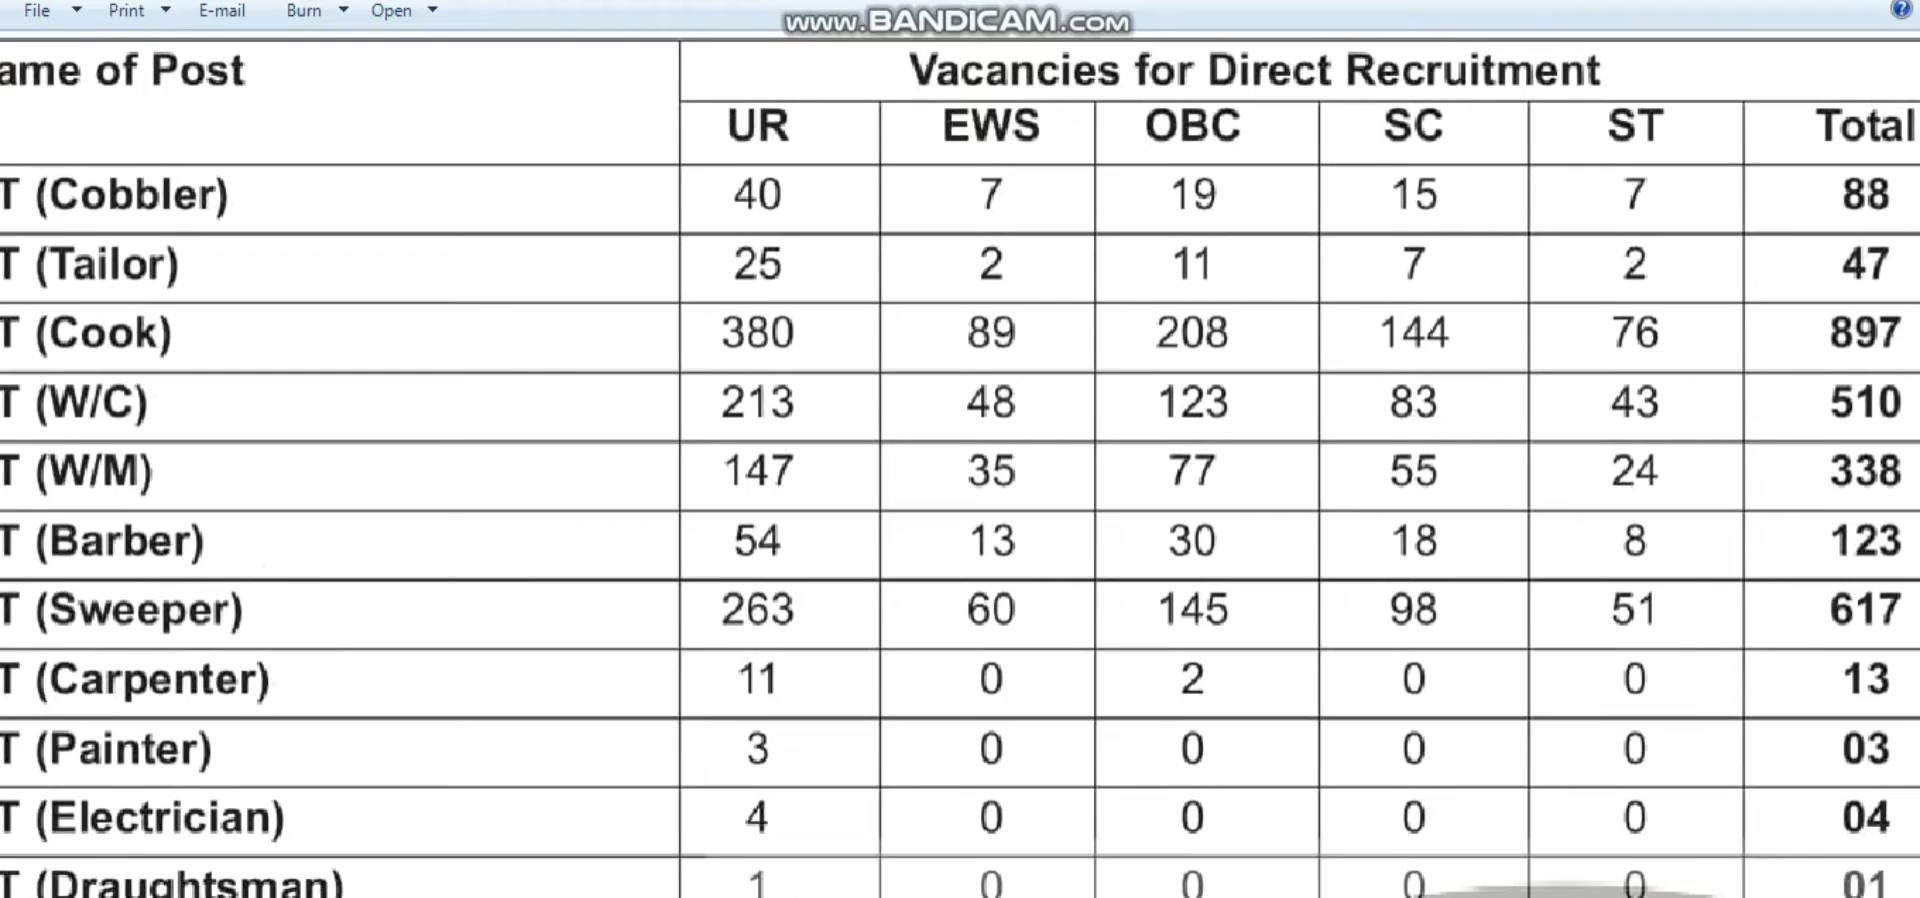 File Print E-mail Burn Open
www.BANDICAM.com
ame of Post Vacancies for Direct Recruitment
UR EWS OBC SC ST Total
T (Cobbler) 40 7 19 15 7 88
T (Tailor) 25 2 11 7 2 47
T (Cook) 380 89 208 144 76 897
T (W/C) 213 48 123 83 43 510
T (W/M) 147 35 77 55 24 338
T (Barber) 54 13 30 18 8 123
T (Sweeper) 263 60 145 98 51 617
T (Carpenter) 11 0 2 0 0 13
T (Painter) 3 0 0 0 0 03
T (Electrician) 4 0 0 0 0 04
T (Draughtsman) 1 0 0 0 0 01